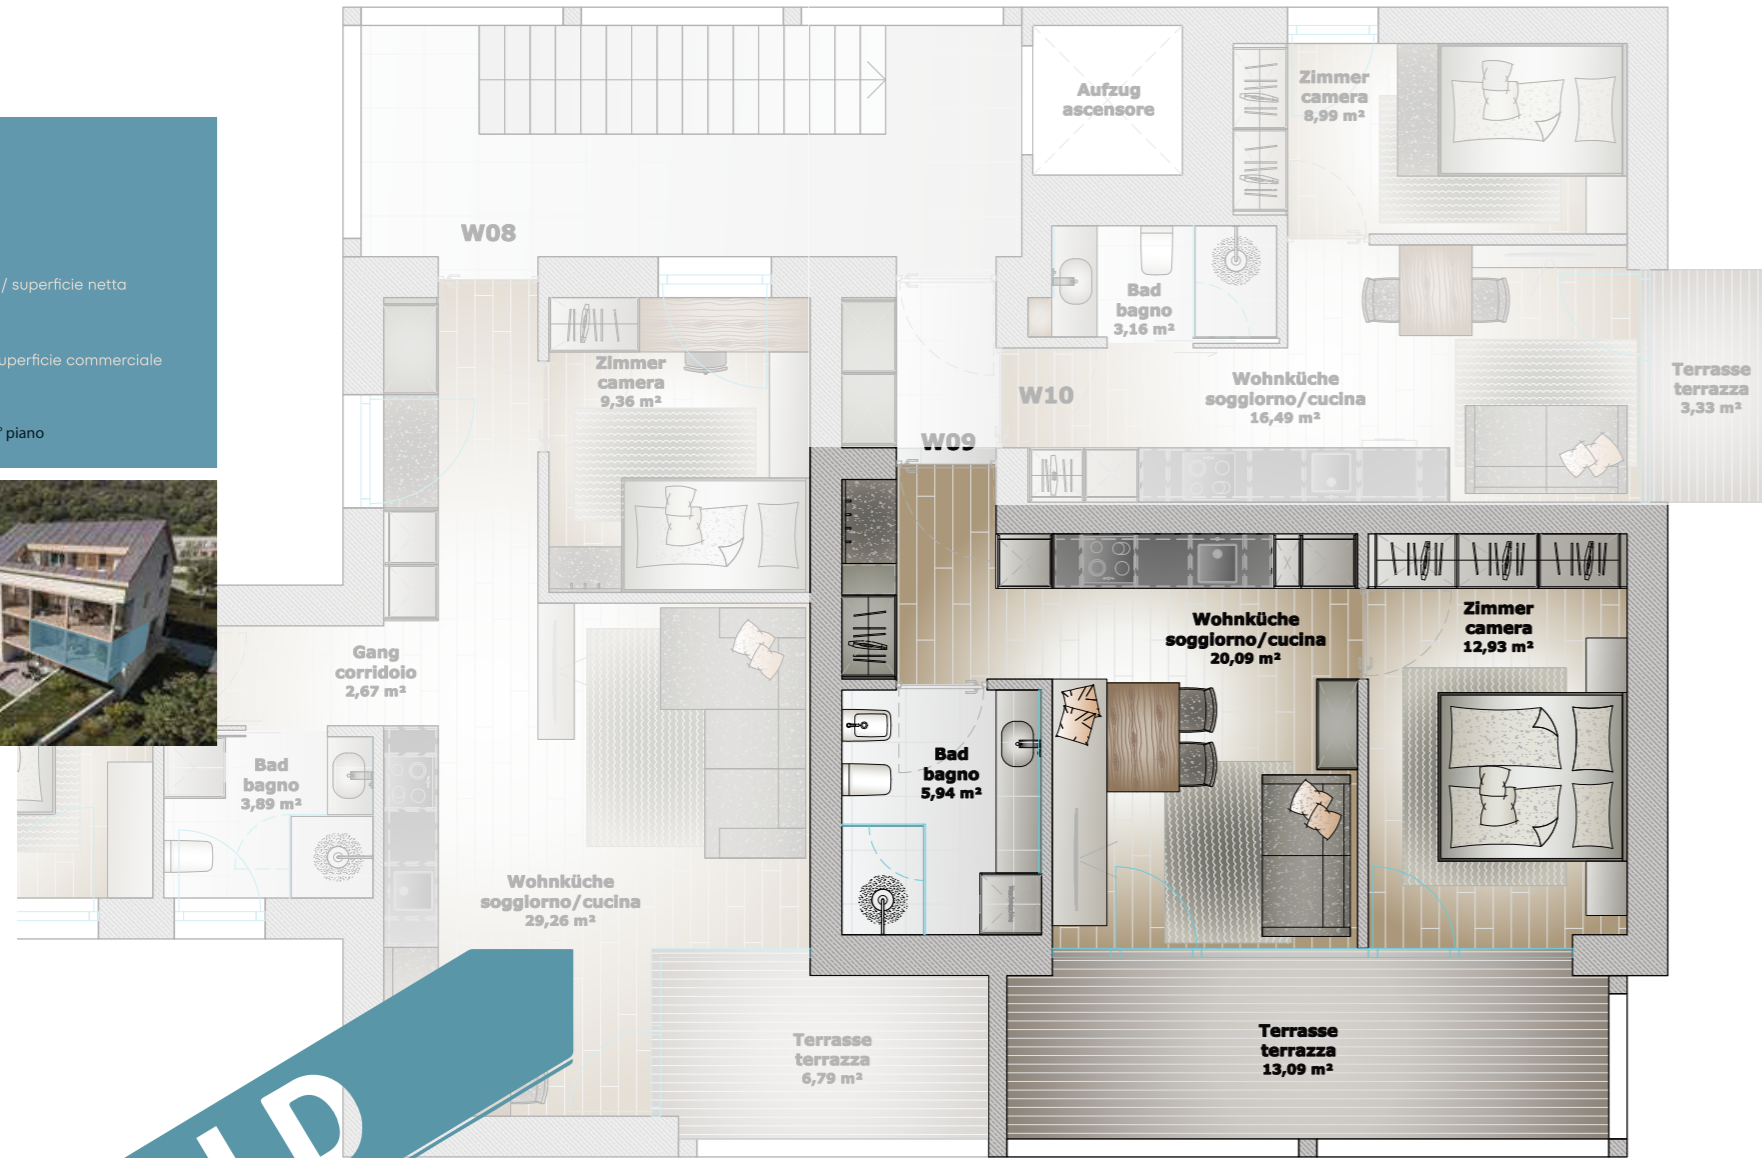 / superficie netta
superficie commerciale
° piano
W08
Aufzug
ascensore
Zimmer
camera
8,99 m²
Bad
bagno
3,16 m²
Zimmer
camera
9,36 m²
W10
Wohnküche
soggiorno/cucina
16,49 m²
Terrasse
terrazza
3,33 m²
W09
Wohnküche
soggiorno/cucina
20,09 m²
Zimmer
camera
12,93 m²
Gang
corridoio
2,67 m²
Bad
bagno
3,89 m²
Bad
bagno
5,94 m²
Wohnküche
soggiorno/cucina
29,26 m²
Terrasse
terrazza
6,79 m²
Terrasse
terrazza
13,09 m²
LD